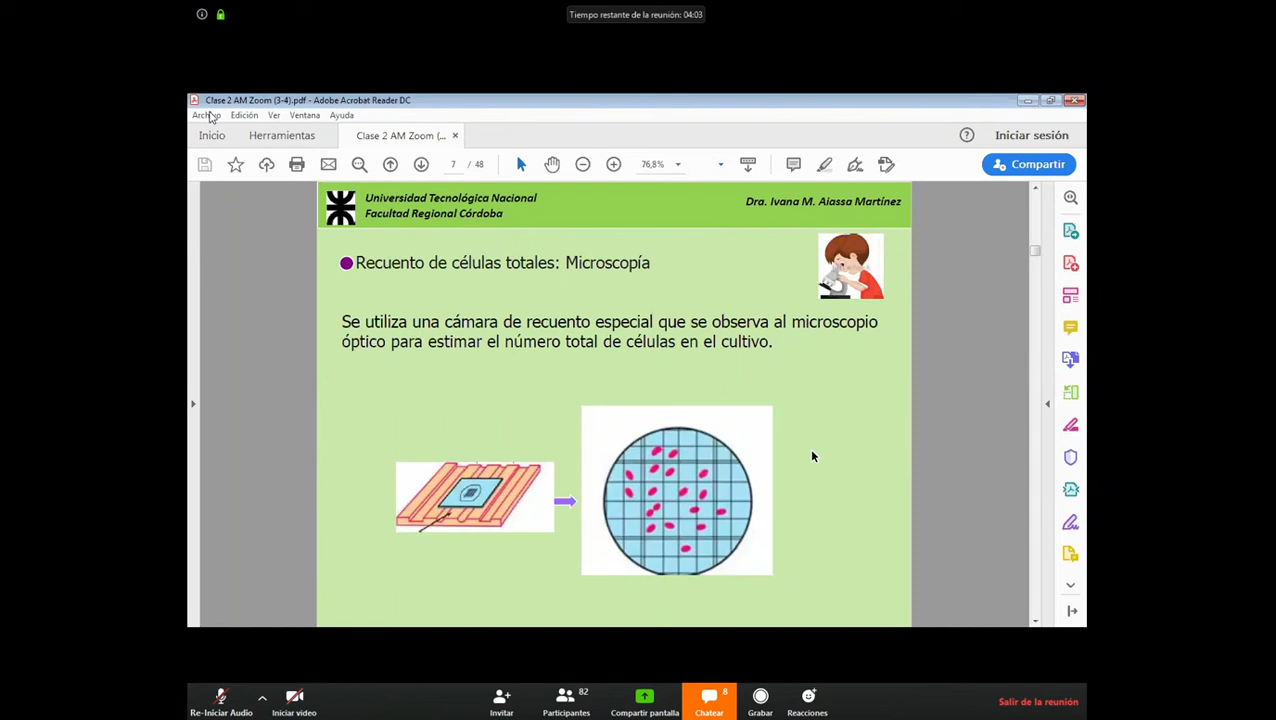 Tiempo restante de la reunión: 04:03
Clase 2 AM Zoom (3-4).pdf - Adobe Acrobat Reader DC
Archivo Edición Ver Ventana Ayuda
Inicio Herramientas Clase 2 AM Zoom (... × Iniciar sesión
7 / 48 76,8% Compartir
Universidad Tecnológica Nacional
Facultad Regional Córdoba
Dra. Ivana M. Aiassa Martínez
Recuento de células totales: Microscopía
Se utiliza una cámara de recuento especial que se observa al microscopio
óptico para estimar el número total de células en el cultivo.
82 8
Re-Iniciar Audio Iniciar video Invitar Participantes Compartir pantalla Chatear Grabar Reacciones Salir de la reunión